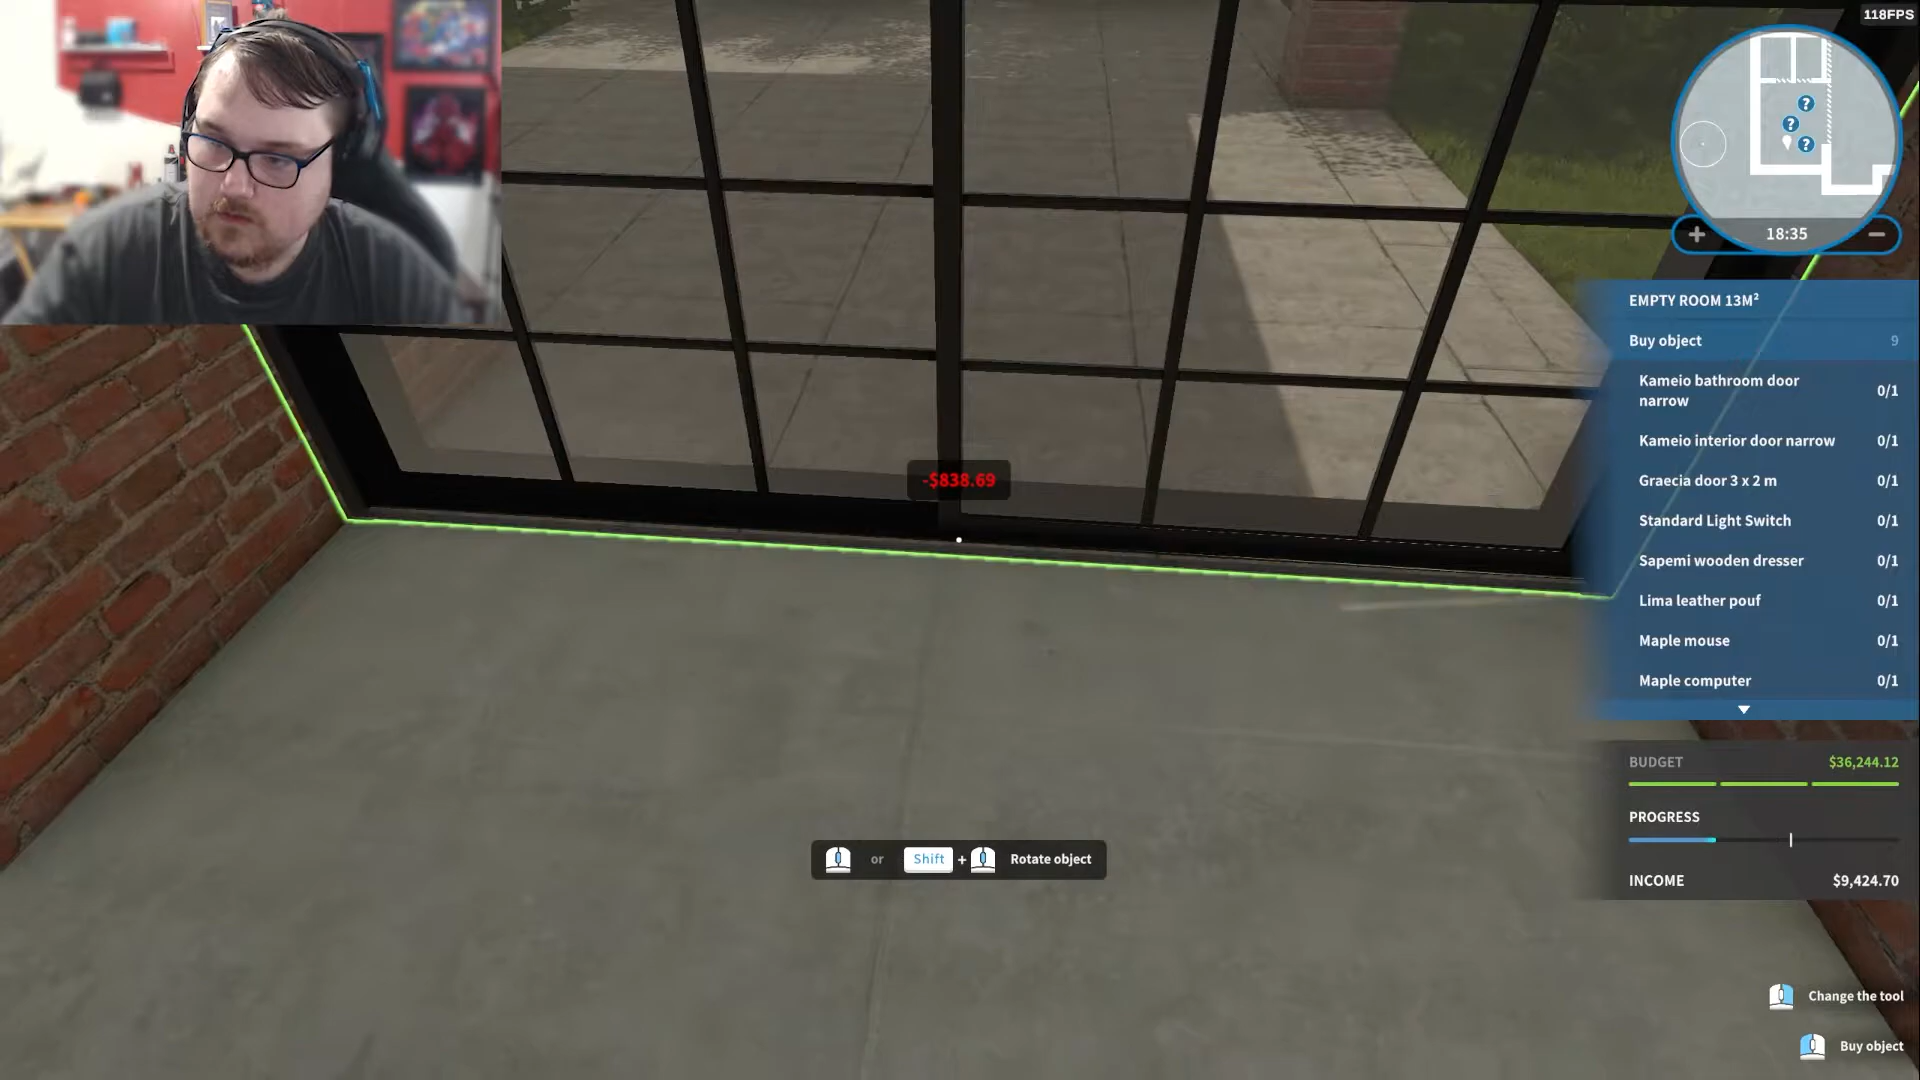 118FPS
?
?
?
+ 18:35 −
EMPTY ROOM 13M²
Buy object 9
Kameio bathroom door
narrow 0/1
Kameio interior door narrow 0/1
Graecia door 3 x 2 m 0/1
Standard Light Switch 0/1
Sapemi wooden dresser 0/1
Lima leather pouf 0/1
Maple mouse 0/1
Maple computer 0/1
-$838.69
BUDGET $36,244.12
PROGRESS
INCOME $9,424.70
or Shift + Rotate object
Change the tool
Buy object